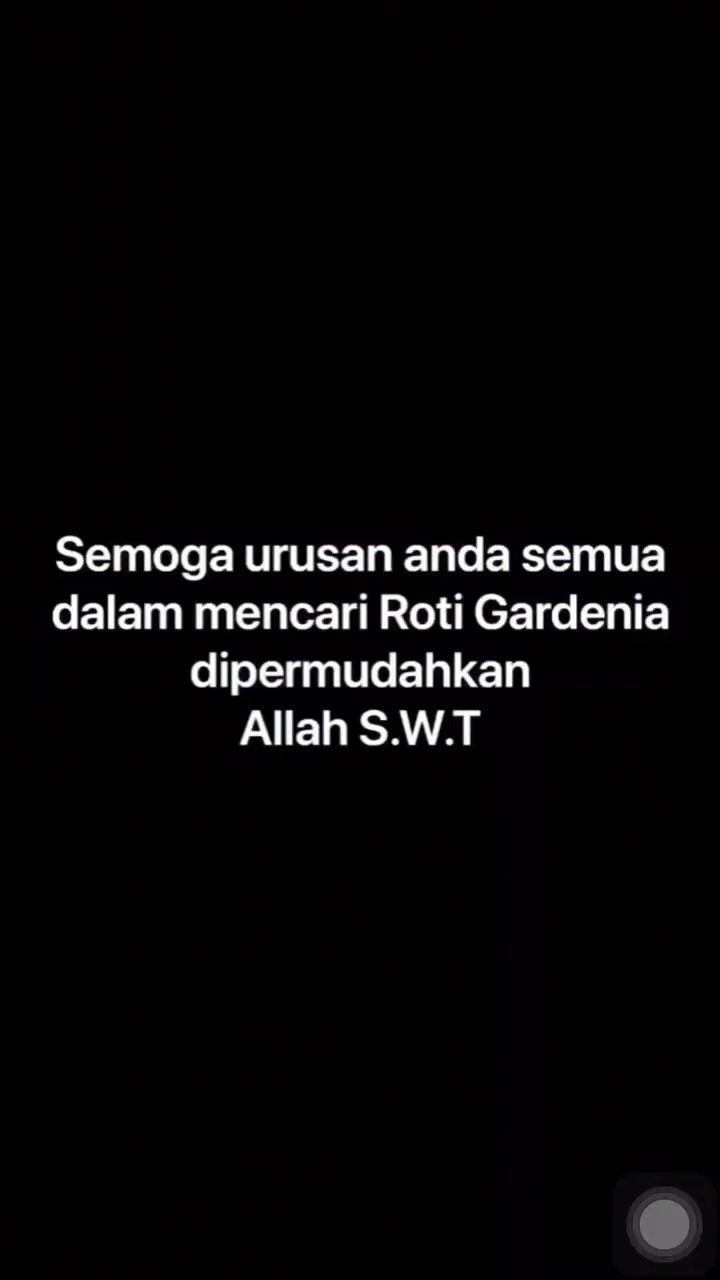 Semoga urusan anda semua
dalam mencari Roti Gardenia
dipermudahkan
Allah S.W.T